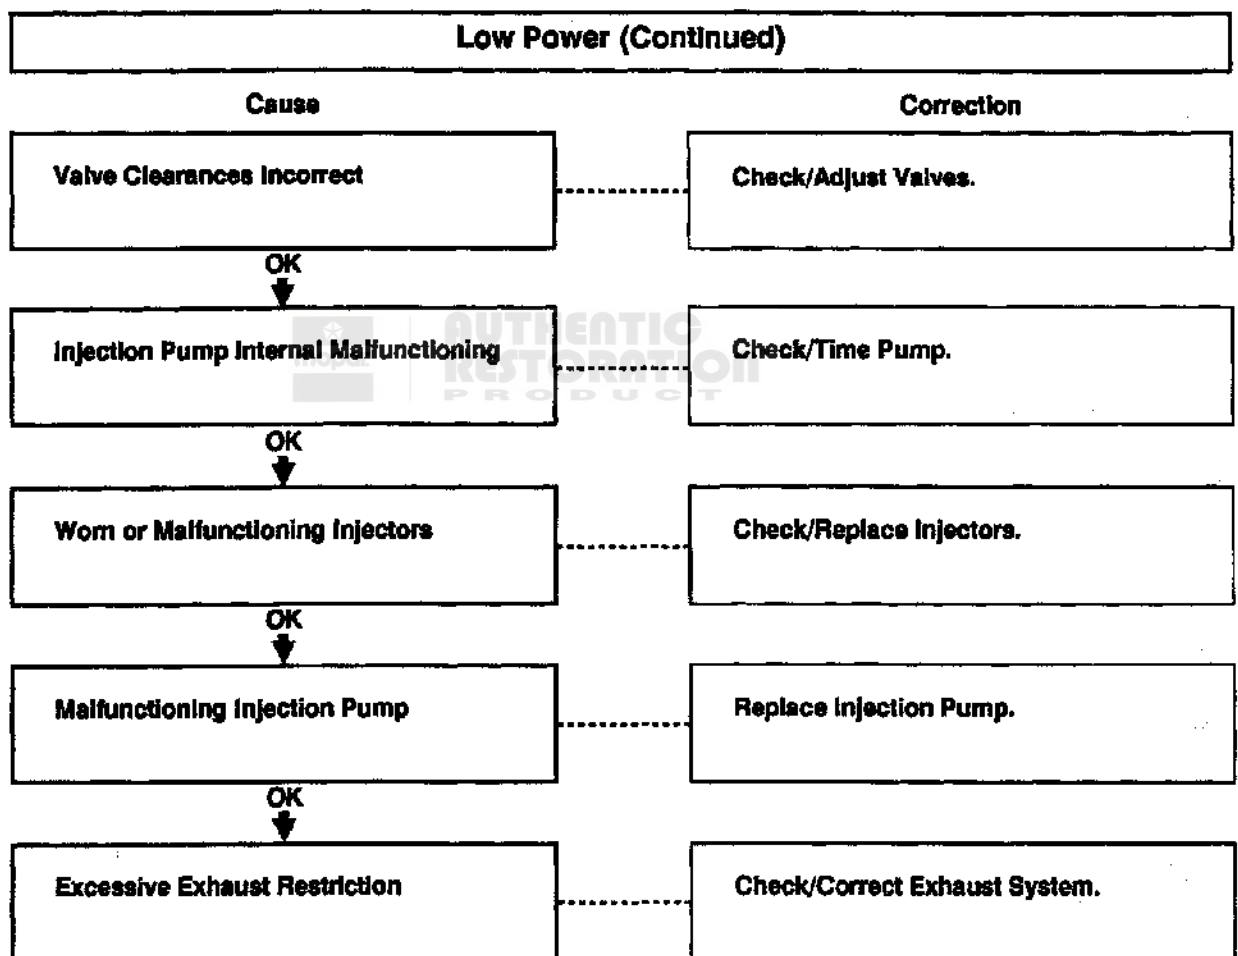 Low Power (Continued)
Cause
Correction
Valve Clearances Incorrect
Check/Adjust Valves.
OK
Injection Pump Internal Malfunctioning
Check/Time Pump.
mopar
AUTHENTIC
RESTORATION
PRODUCT
OK
Worn or Malfunctioning Injectors
Check/Replace Injectors.
OK
Malfunctioning Injection Pump
Replace Injection Pump.
OK
Excessive Exhaust Restriction
Check/Correct Exhaust System.